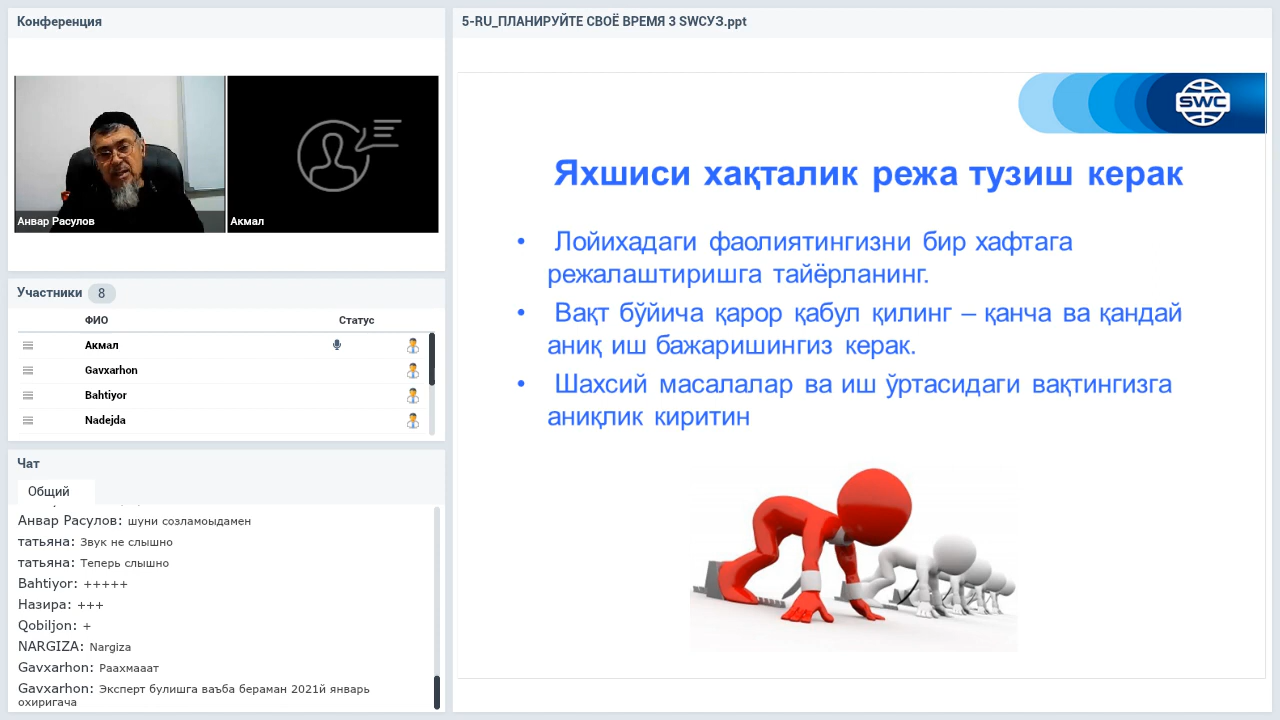 Конференция
Анвар Расулов
Акмал
Участники 8
ФИО Статус
Акмал
Gavxarhon
Bahtiyor
Nadejda
Чат
Общий
Анвар Расулов: шуни созламоыдамен
татьяна: Звук не слышно
татьяна: Теперь слышно
Bahtiyor: +++++
Назира: +++
Qobiljon: +
NARGIZA: Nargiza
Gavxarhon: Раахмааат
Gavxarhon: Эксперт булишга ваъба бераман 2021й январь
охиригача
5-RU_ПЛАНИРУЙТЕ СВОЁ ВРЕМЯ 3 SWCУЗ.ppt
SWC
Яхшиси хақталик режа тузиш керак
• Лойихадаги фаолиятингизни бир хафтага
режалаштиришга тайёрланинг.
• Вақт бўйича қарор қабул қилинг – қанча ва қандай
аниқ иш бажаришингиз керак.
• Шахсий масалалар ва иш ўртасидаги вақтингизга
аниқлик киритин